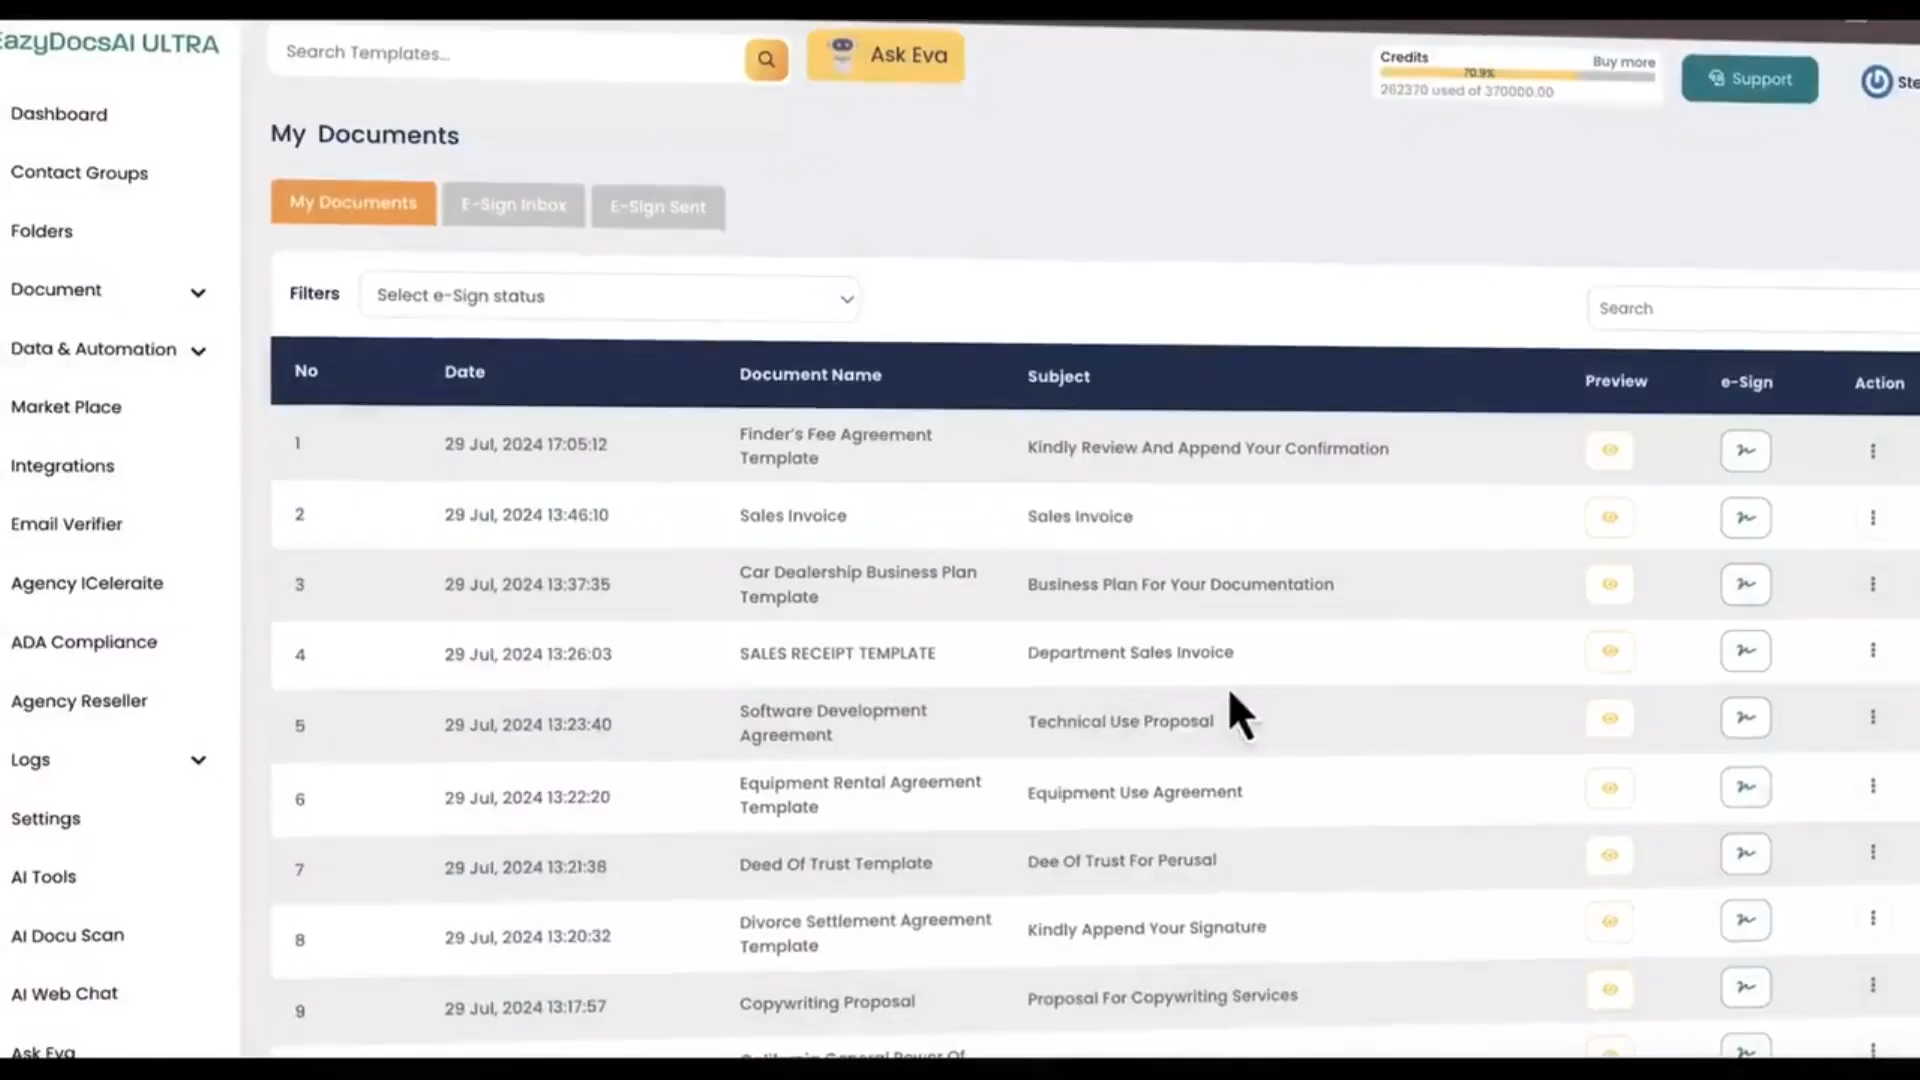 EazyDocsAI ULTRA
Search Templates...
Ask Eva
Credits
Buy more
70.9%
262370 used of 370000.00
Support
Ste
Dashboard
Contact Groups
Folders
Document
Data & Automation
Market Place
Integrations
Email Verifier
Agency ICeleraite
ADA Compliance
Agency Reseller
Logs
Settings
AI Tools
AI Docu Scan
AI Web Chat
Ask Eva
My Documents
My Documents E-Sign Inbox E-Sign Sent
Filters Select e-Sign status Search
No Date Document Name Subject Preview e-Sign Action
1 29 Jul, 2024 17:05:12 Finder's Fee Agreement
Template Kindly Review And Append Your Confirmation
2 29 Jul, 2024 13:46:10 Sales Invoice Sales Invoice
3 29 Jul, 2024 13:37:35 Car Dealership Business Plan
Template Business Plan For Your Documentation
4 29 Jul, 2024 13:26:03 SALES RECEIPT TEMPLATE Department Sales Invoice
5 29 Jul, 2024 13:23:40 Software Development
Agreement Technical Use Proposal
6 29 Jul, 2024 13:22:20 Equipment Rental Agreement
Template Equipment Use Agreement
7 29 Jul, 2024 13:21:38 Deed Of Trust Template Dee Of Trust For Perusal
8 29 Jul, 2024 13:20:32 Divorce Settlement Agreement
Template Kindly Append Your Signature
9 29 Jul, 2024 13:17:57 Copywriting Proposal Proposal For Copywriting Services
California General Power Of